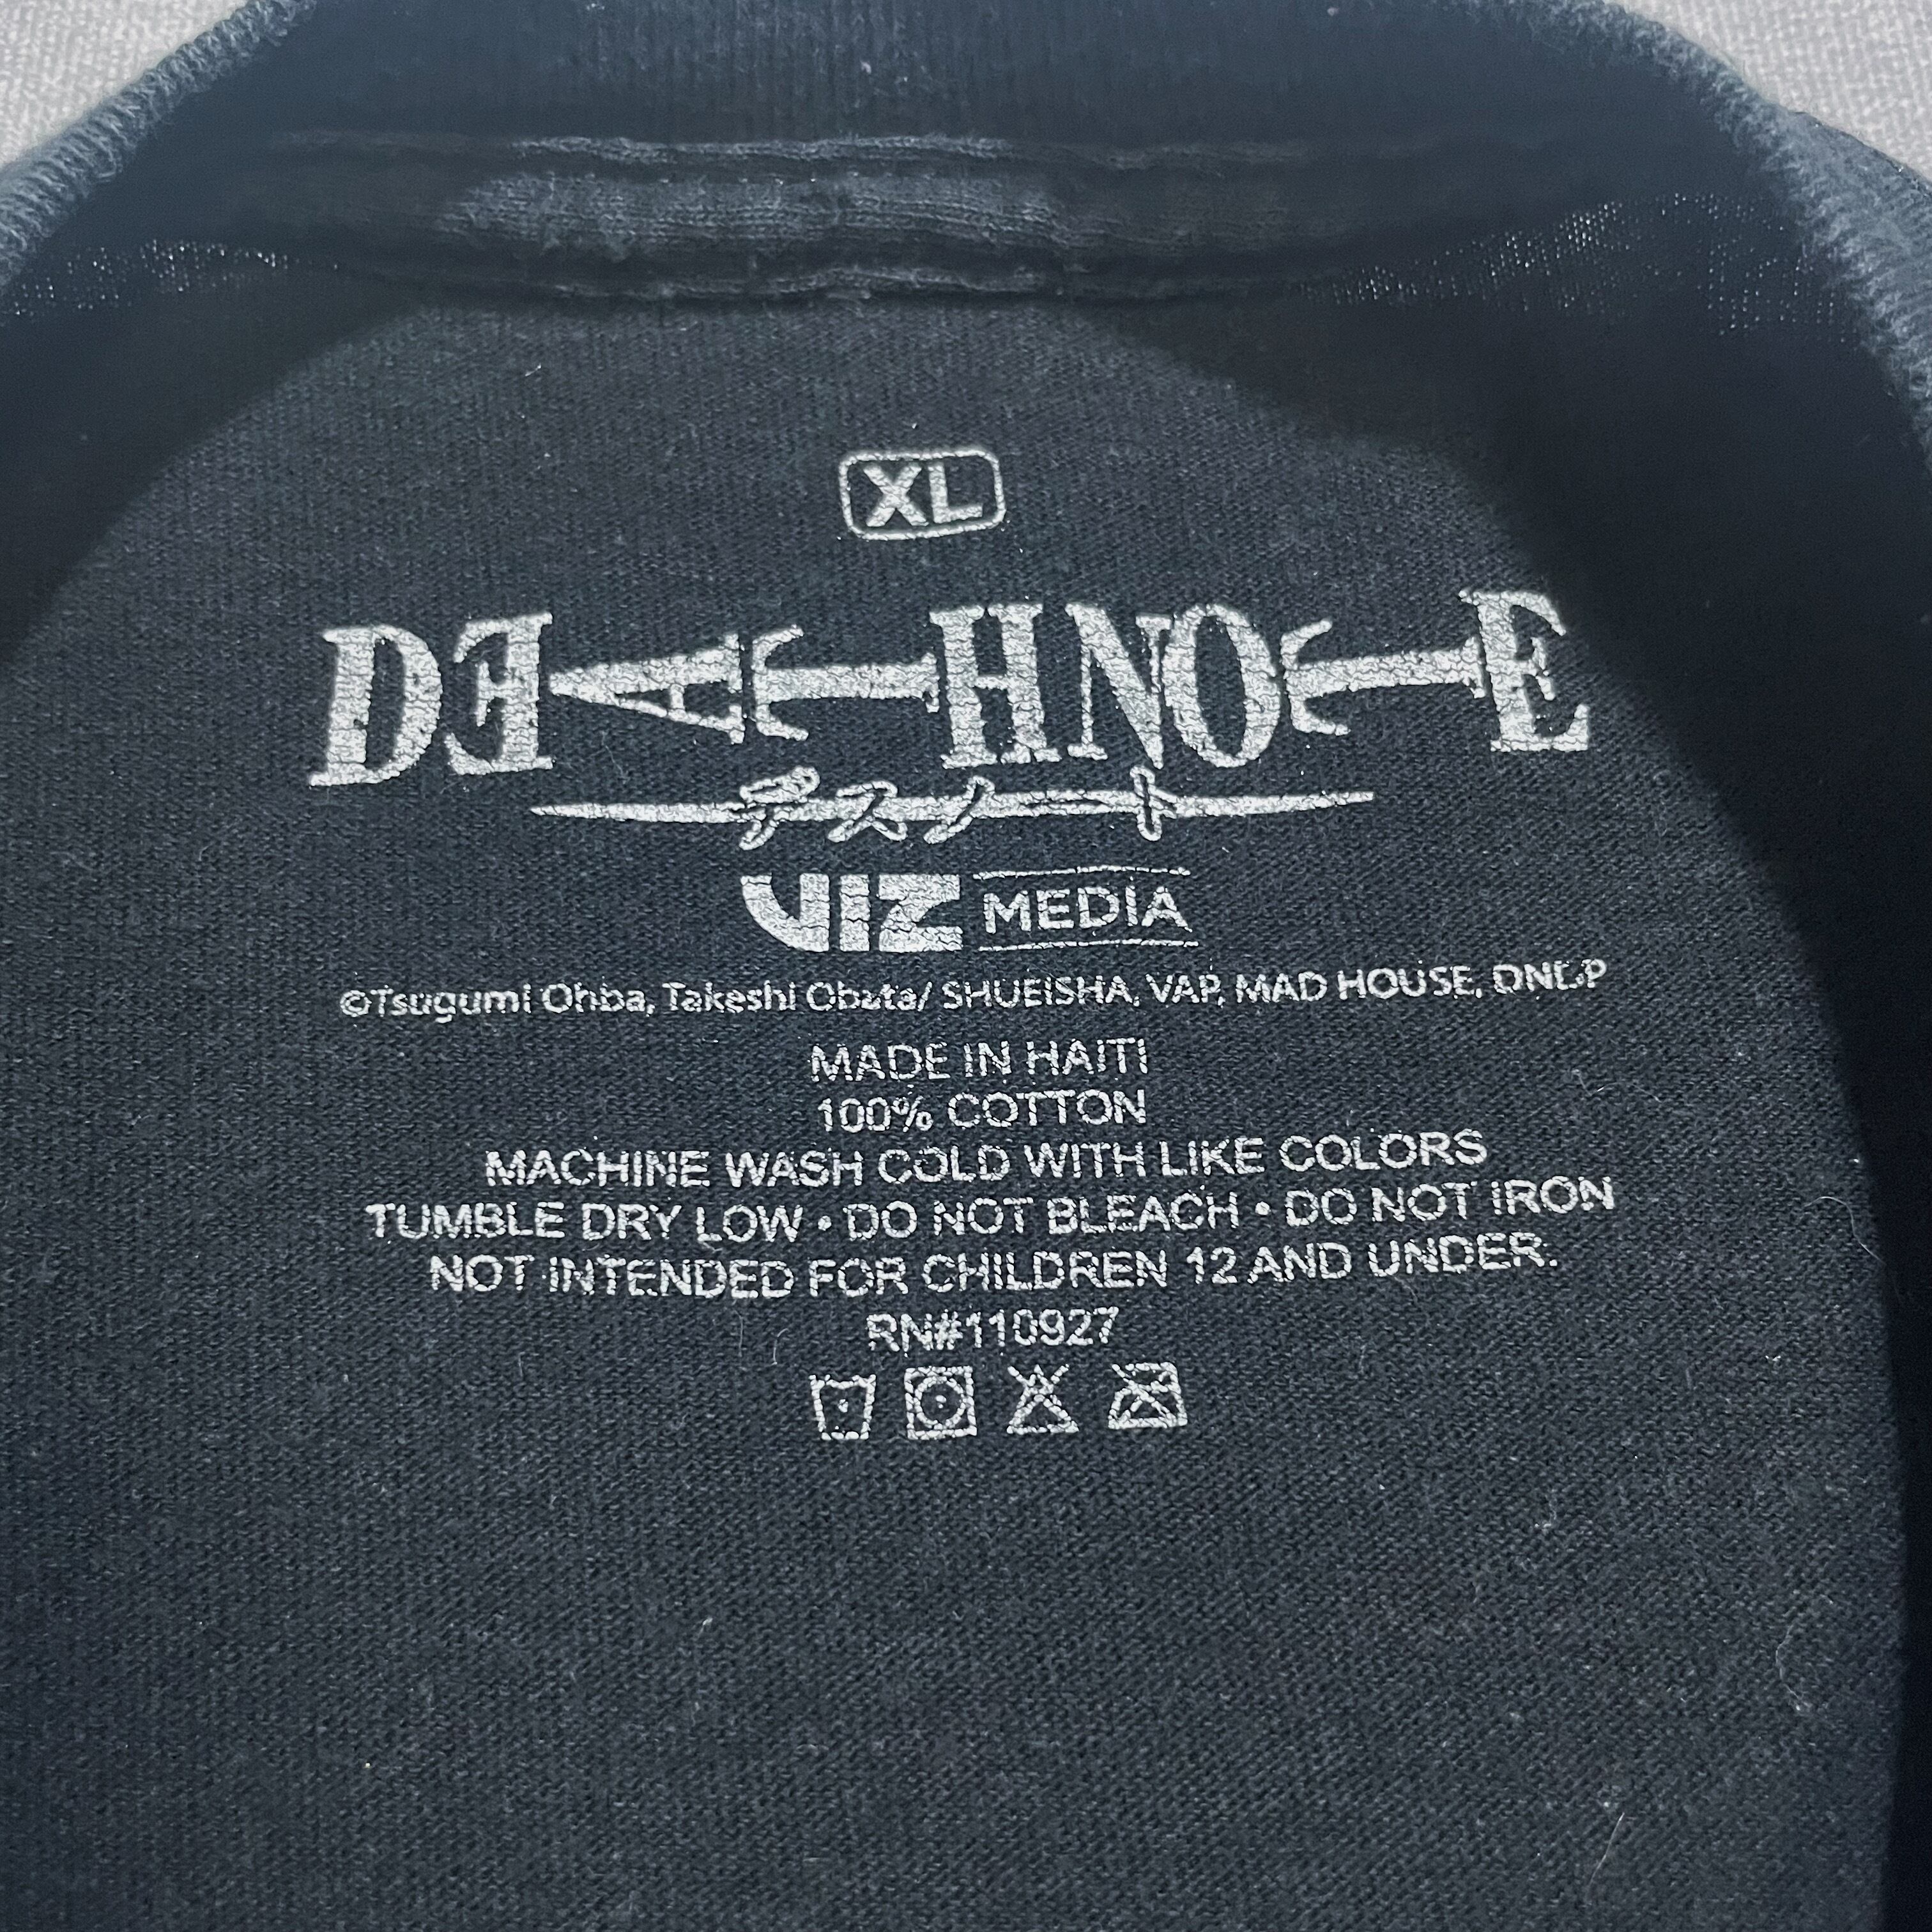 XL
DEATH NOTE
デスノート
VIZ MEDIA
©Tsugumi Ohba, Takeshi Obata/ SHUEISHA, VAP, MAD HOUSE, DNDP
MADE IN HAITI
100% COTTON
MACHINE WASH COLD WITH LIKE COLORS
TUMBLE DRY LOW • DO NOT BLEACH • DO NOT IRON
NOT INTENDED FOR CHILDREN 12 AND UNDER.
RN#110927